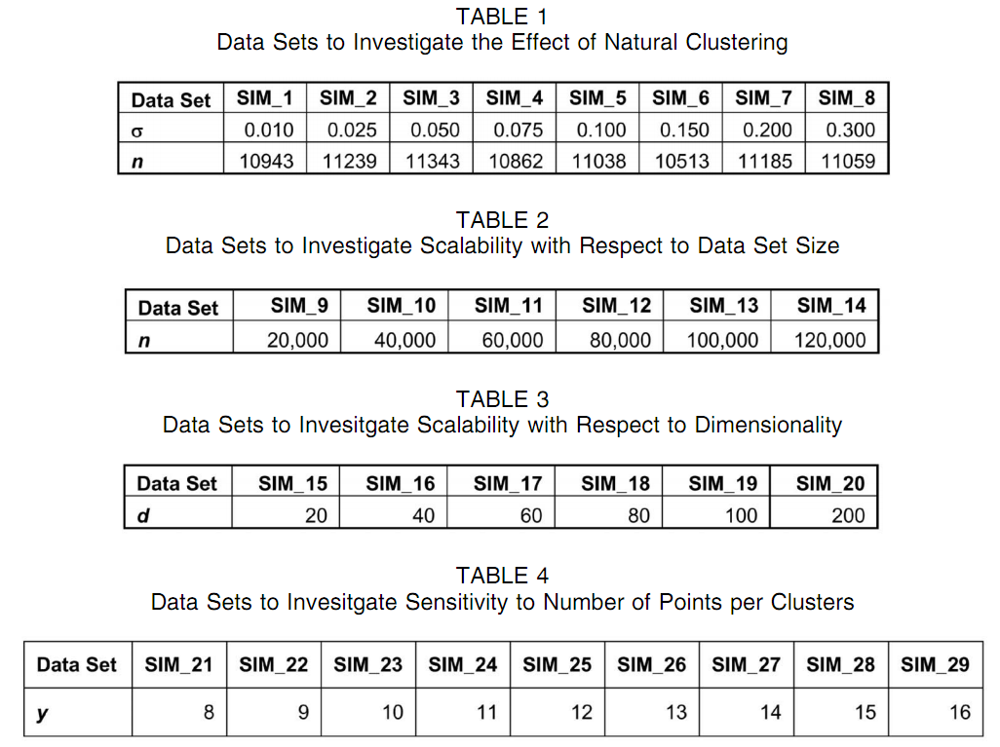 TABLE 1
Data Sets to Investigate the Effect of Natural Clustering
Data Set SIM_1 SIM_2 SIM_3 SIM_4 SIM_5 SIM_6 SIM_7 SIM_8
σ 0.010 0.025 0.050 0.075 0.100 0.150 0.200 0.300
n 10943 11239 11343 10862 11038 10513 11185 11059
TABLE 2
Data Sets to Investigate Scalability with Respect to Data Set Size
Data Set SIM_9 SIM_10 SIM_11 SIM_12 SIM_13 SIM_14
n 20,000 40,000 60,000 80,000 100,000 120,000
TABLE 3
Data Sets to Invesitgate Scalability with Respect to Dimensionality
Data Set SIM_15 SIM_16 SIM_17 SIM_18 SIM_19 SIM_20
d 20 40 60 80 100 200
TABLE 4
Data Sets to Invesitgate Sensitivity to Number of Points per Clusters
Data Set SIM_21 SIM_22 SIM_23 SIM_24 SIM_25 SIM_26 SIM_27 SIM_28 SIM_29
y 8 9 10 11 12 13 14 15 16